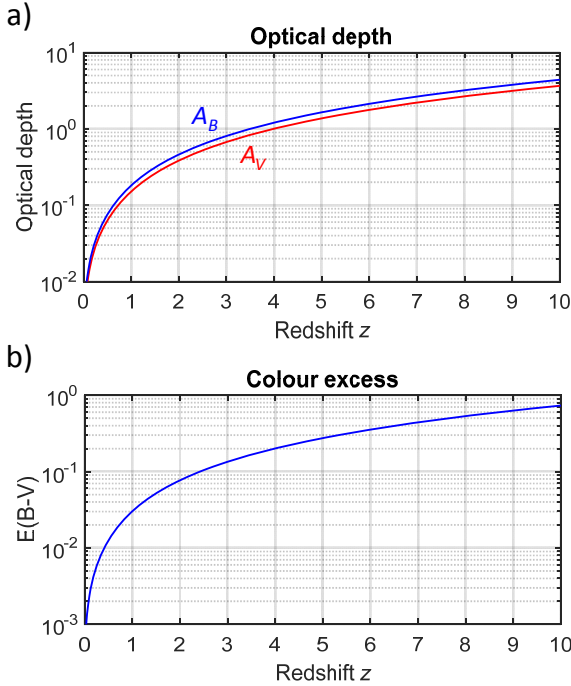 a)
Optical depth
10^1
10^0
10^-1
10^-2
Optical depth
A_B
A_V
0 1 2 3 4 5 6 7 8 9 10
Redshift z
b)
Colour excess
10^0
10^-1
10^-2
10^-3
E(B-V)
0 1 2 3 4 5 6 7 8 9 10
Redshift z